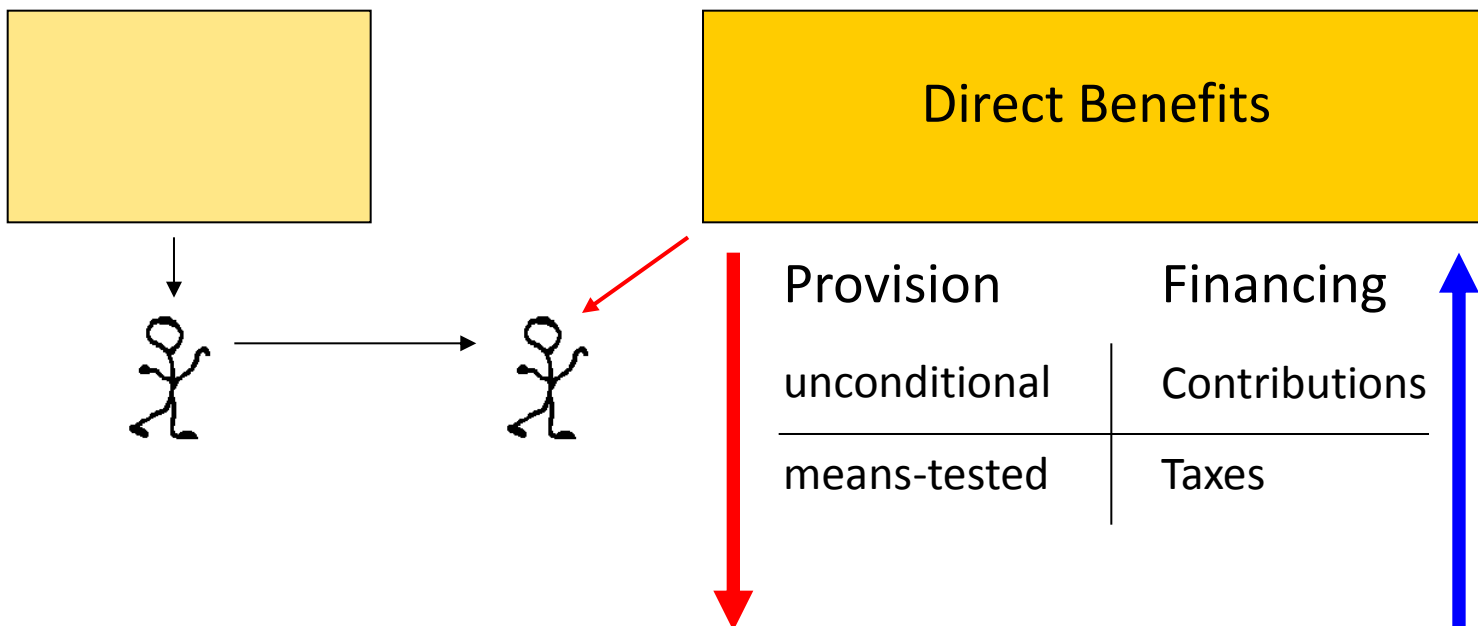 Direct Benefits
Provision Financing
unconditional Contributions
means-tested Taxes